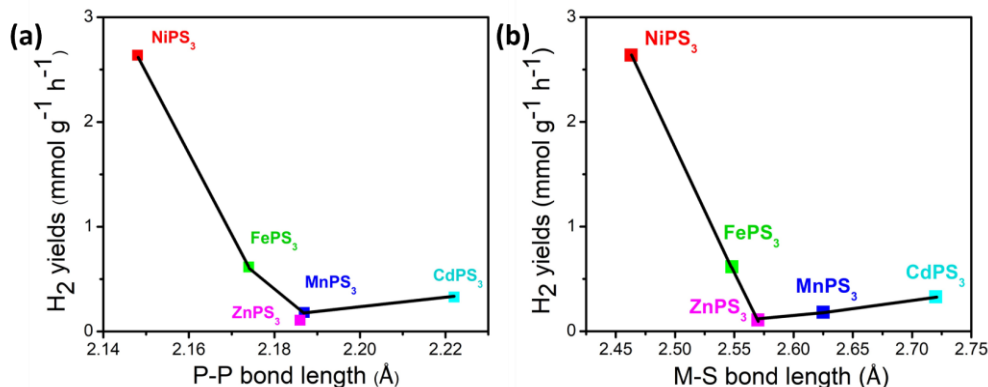 (a)
H₂ yields (mmol g⁻¹ h⁻¹)
3
2
1
0
NiPS₃
FePS₃
MnPS₃
ZnPS₃
CdPS₃
2.14 2.16 2.18 2.20 2.22
P-P bond length (Å)
(b)
H₂ yields (mmol g⁻¹ h⁻¹)
3
2
1
0
NiPS₃
FePS₃
ZnPS₃
MnPS₃
CdPS₃
2.45 2.50 2.55 2.60 2.65 2.70 2.75
M-S bond length (Å)